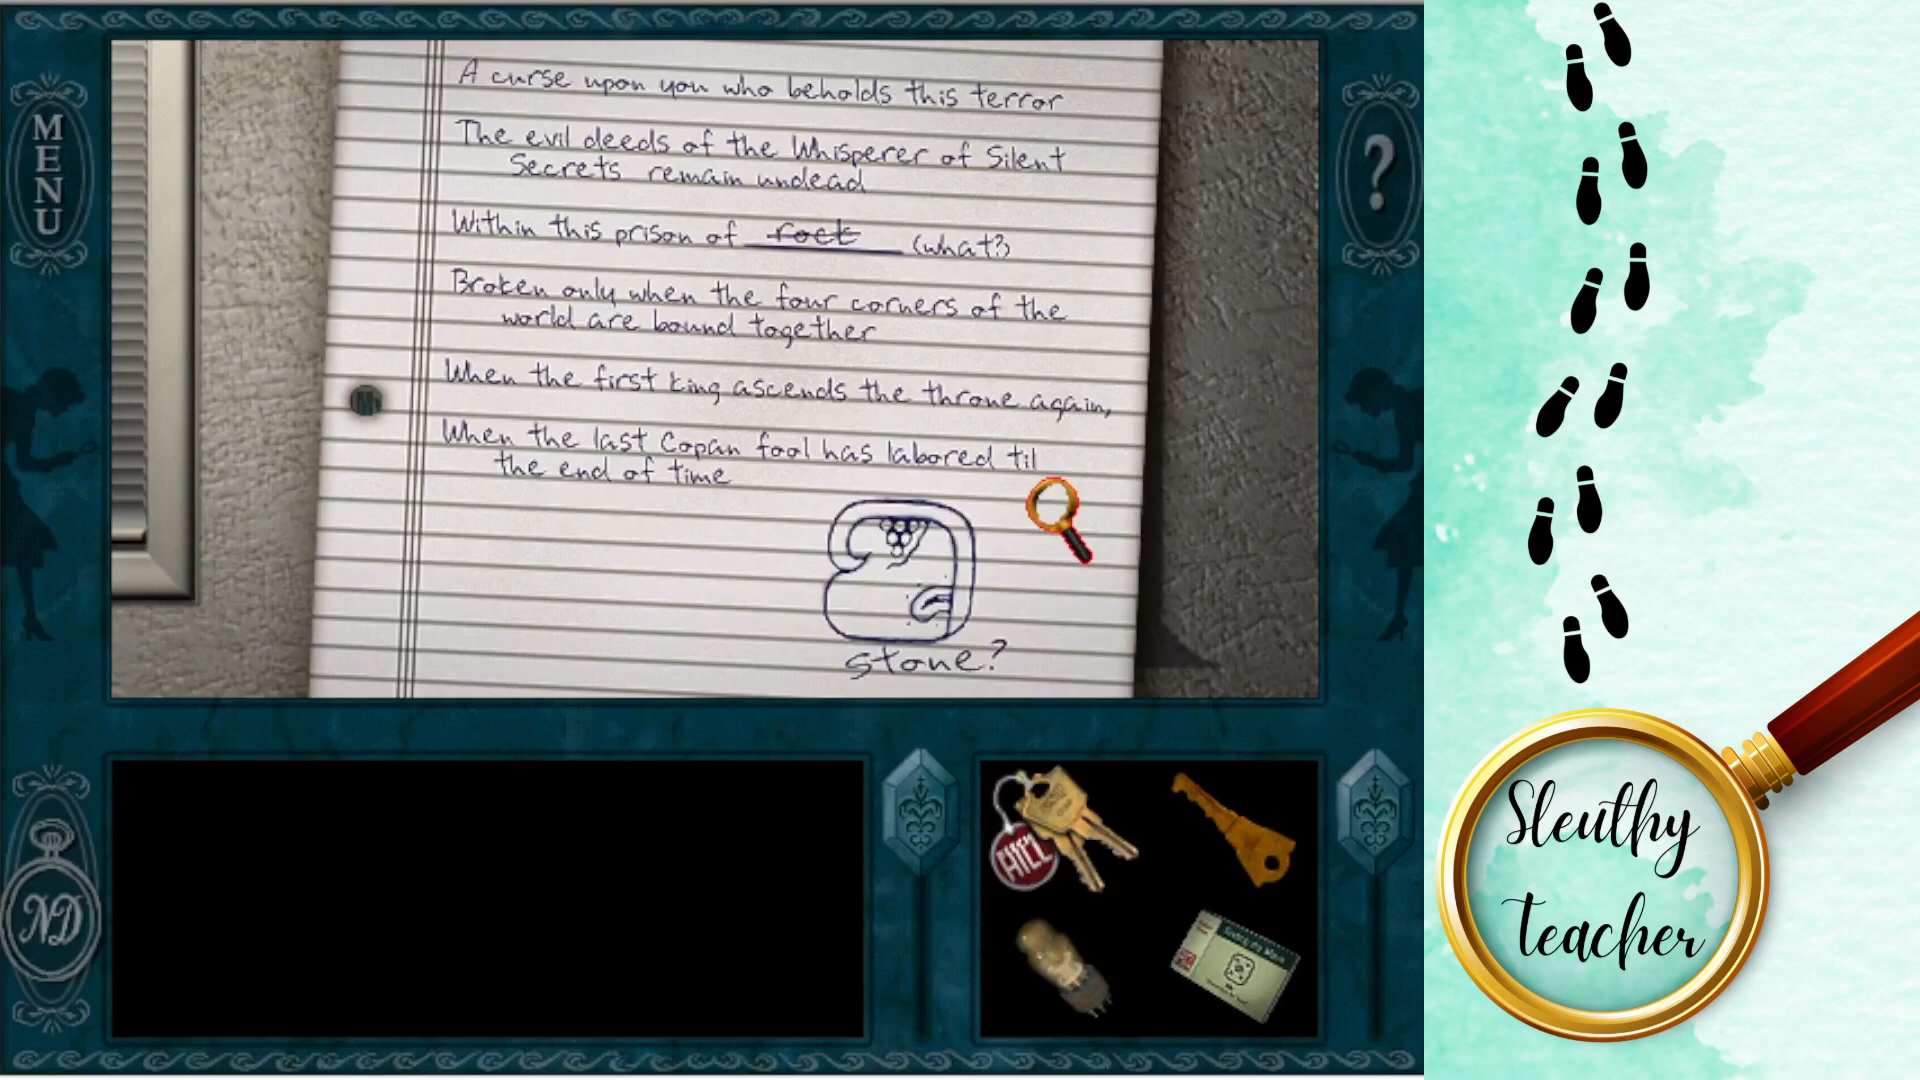 MENU
A curse upon you who beholds this terror
The evil deeds of the Whisperer of Silent
Secrets remain undead
Within this prison of rock (what?)
Broken only when the four corners of the
world are bound together
When the first king ascends the throne again,
When the last Copan fool has labored til
the end of time
stone?
?
ND
Sleuthy
Teacher